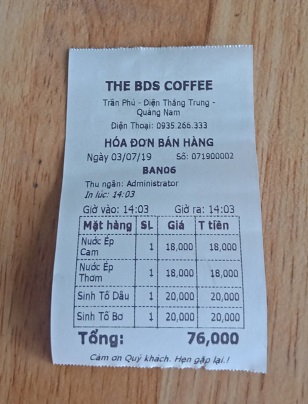 THE BDS COFFEE
Trần Phú - Điện Thắng Trung -
Quảng Nam
Điện Thoại: 0935.266.333
HÓA ĐƠN BÁN HÀNG
Ngày 03/07/19 Số: 071900002
BAN06
Thu ngân: Administrator
In lúc: 14:03
Giờ vào: 14:03 Giờ ra: 14:03
Mặt hàng SL Giá T tiền
Nước Ép
Cam 1 18,000 18,000
Nước Ép
Thơm 1 18,000 18,000
Sinh Tố Dâu 1 20,000 20,000
Sinh Tố Bơ 1 20,000 20,000
Tổng: 76,000
Cảm ơn Quý khách. Hẹn gặp lại.!